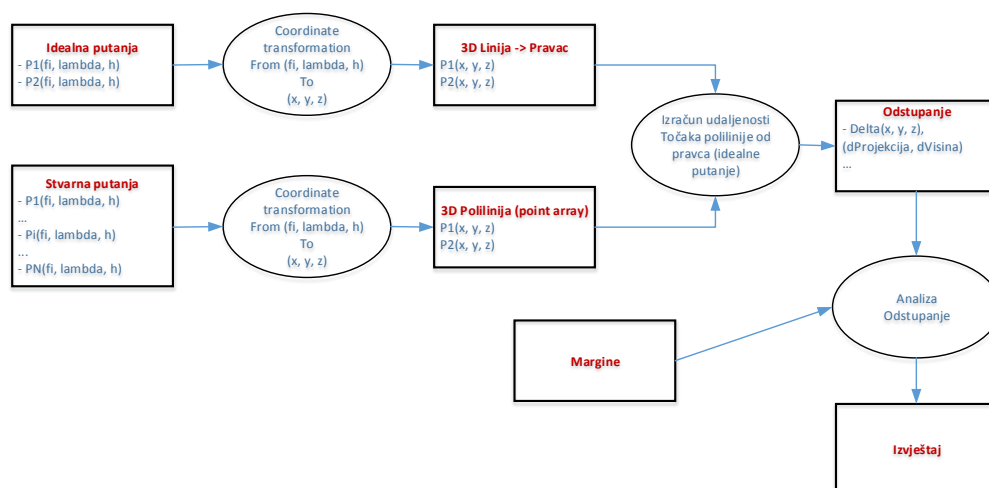 Idealna putanja
- P1(fi, lambda, h)
- P2(fi, lambda, h)
Coordinate
transformation
From (fi, lambda, h)
To
(x, y, z)
3D Linija -> Pravac
P1(x, y, z)
P2(x, y, z)
Izračun udaljenosti
Točaka polilinije od
pravca (idealne
putanje)
Odstupanje
- Delta(x, y, z),
(dProjekcija, dVisina)
...
Stvarna putanja
- P1(fi, lambda, h)
...
- Pi(fi, lambda, h)
...
- PN(fi, lambda, h)
Coordinate
transformation
From (fi, lambda, h)
To
(x, y, z)
3D Polilinija (point array)
P1(x, y, z)
P2(x, y, z)
Analiza
Odstupanje
Margine
Izvještaj